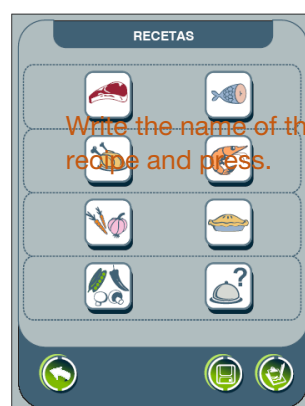 RECETAS
Write the name of th
recipe and press.
?